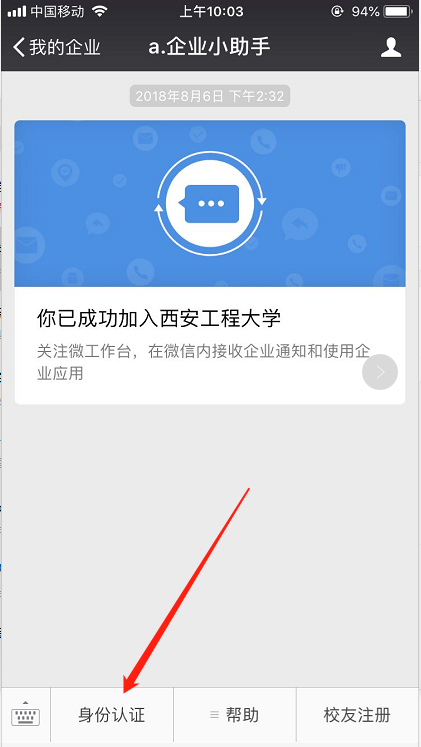 中国移动 上午10:03 94%
我的企业 a.企业小助手
2018年8月6日 下午2:32
你已成功加入西安工程大学
关注微工作台，在微信内接收企业通知和使用企
业应用
身份认证 帮助 校友注册